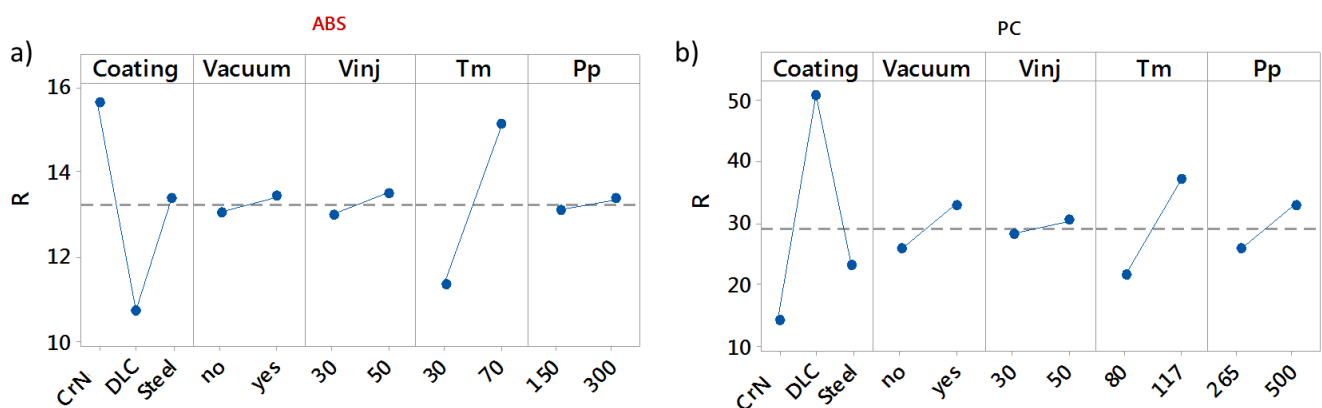 ABS
a)
Coating Vacuum Vinj Tm Pp
16
14
12
10
R
CrN DLC Steel no yes 30 50 30 70 150 300
PC
b)
Coating Vacuum Vinj Tm Pp
50
40
30
20
10
R
CrN DLC Steel no yes 30 50 80 117 265 500